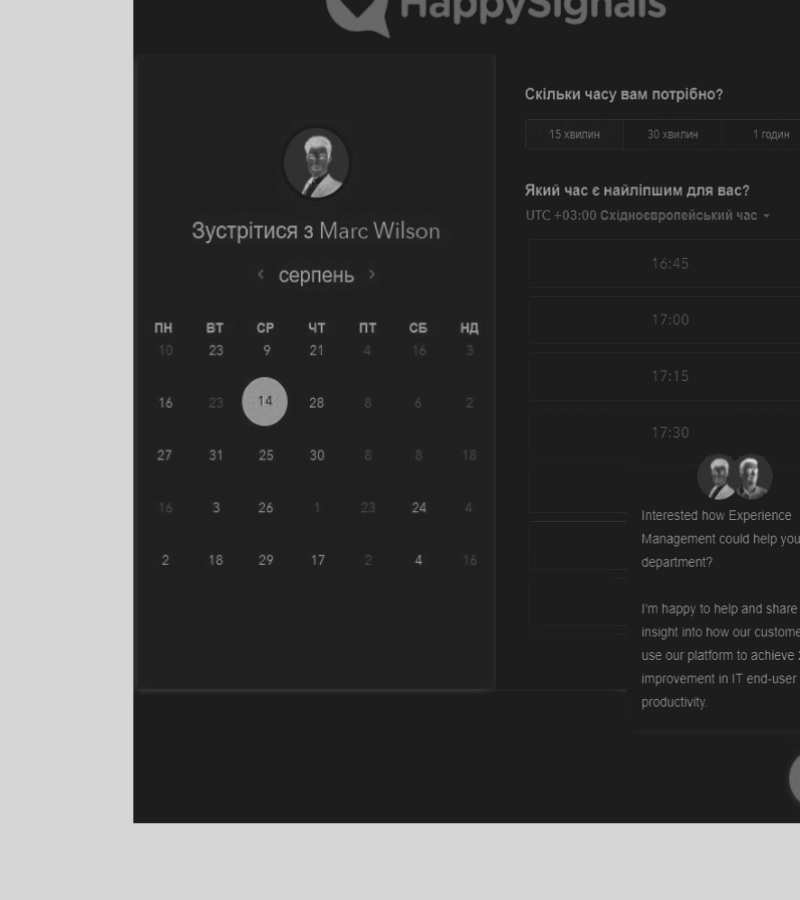 HappySignals
Зустрітися з Marc Wilson
серпень
ПН ВТ СР ЧТ ПТ СБ НД
10 23 9 21 4 16 3
16 23 14 28 8 6 2
27 31 25 30 8 8 18
16 3 26 1 23 24 4
2 18 29 17 2 4 16
Скільки часу вам потрібно?
15 хвилин 30 хвилин 1 годин
Який час є найліпшим для вас?
UTC +03:00 Східноєвропейський час
16:45
17:00
17:15
17:30
Interested how Experience
Management could help you
department?
I'm happy to help and share
insight into how our custome
use our platform to achieve
improvement in IT end-user
productivity.